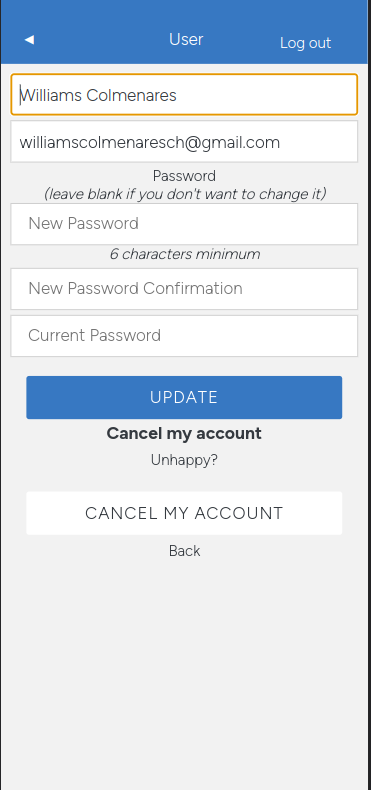 ◄ User Log out
Williams Colmenares
williamscolmenaresch@gmail.com
Password
(leave blank if you don't want to change it)
New Password
6 characters minimum
New Password Confirmation
Current Password
UPDATE
Cancel my account
Unhappy?
CANCEL MY ACCOUNT
Back